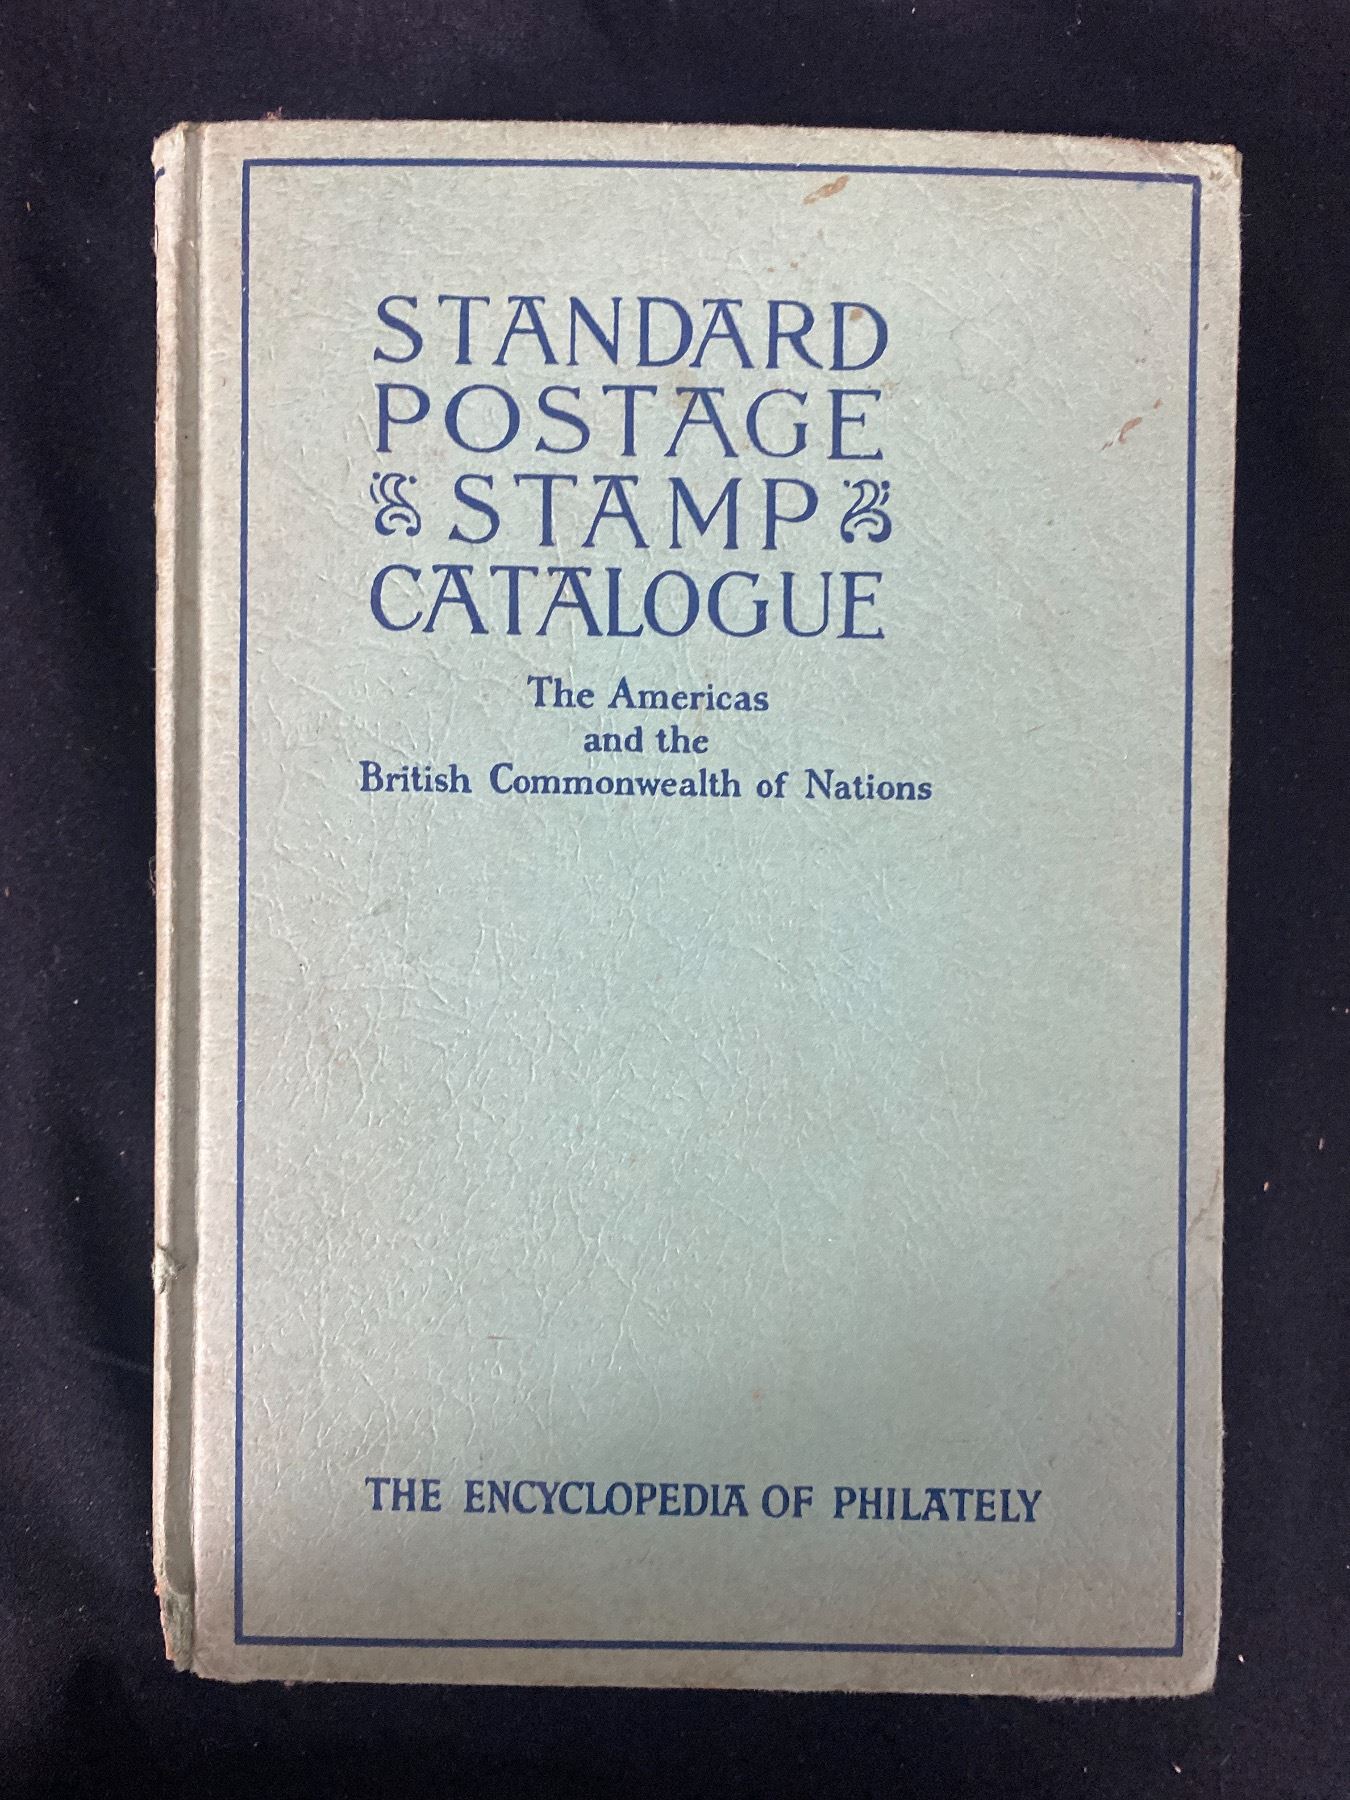 STANDARD
POSTAGE
STAMP
CATALOGUE
The Americas
and the
British Commonwealth of Nations
THE ENCYCLOPEDIA OF PHILATELY